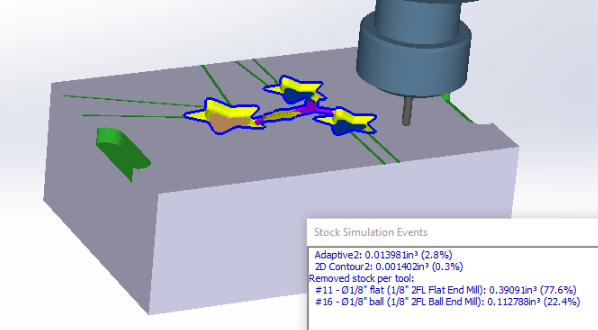 Stock Simulation Events
Adaptive2: 0.013981in³ (2.8%)
2D Contour2: 0.001402in³ (0.3%)
Removed stock per tool:
#11 - Ø1/8" flat (1/8" 2FL Flat End Mill): 0.39091in³ (77.6%)
#16 - Ø1/8" ball (1/8" 2FL Ball End Mill): 0.112788in³ (22.4%)